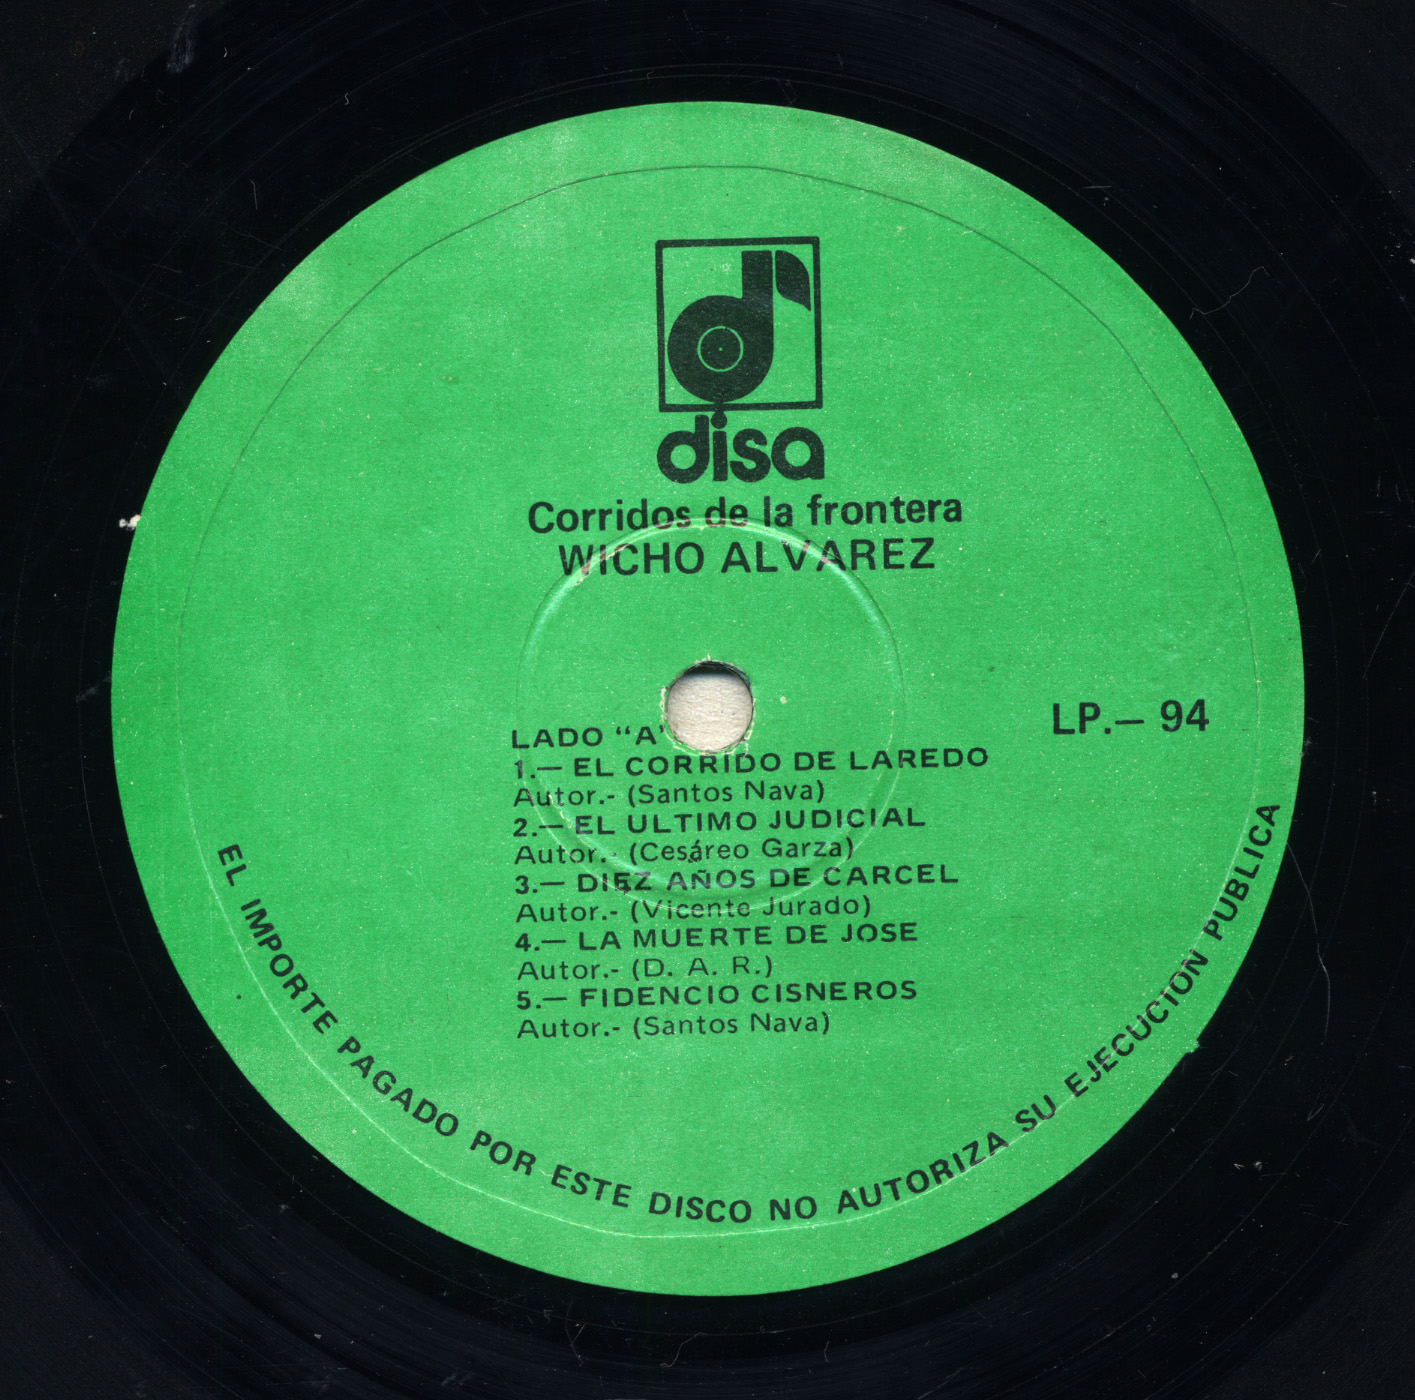 disa
Corridos de la frontera
WICHO ALVAREZ
LP.— 94
LADO "A"
1.— EL CORRIDO DE LAREDO
Autor.- (Santos Nava)
2.— EL ULTIMO JUDICIAL
Autor.- (Cesáreo Garza)
3.— DIEZ AÑOS DE CARCEL
Autor.- (Vicente Jurado)
4.— LA MUERTE DE JOSE
Autor.- (D. A. R.)
5.— FIDENCIO CISNEROS
Autor.- (Santos Nava)
EL IMPORTE PAGADO POR ESTE DISCO NO AUTORIZA SU EJECUCION PUBLICA